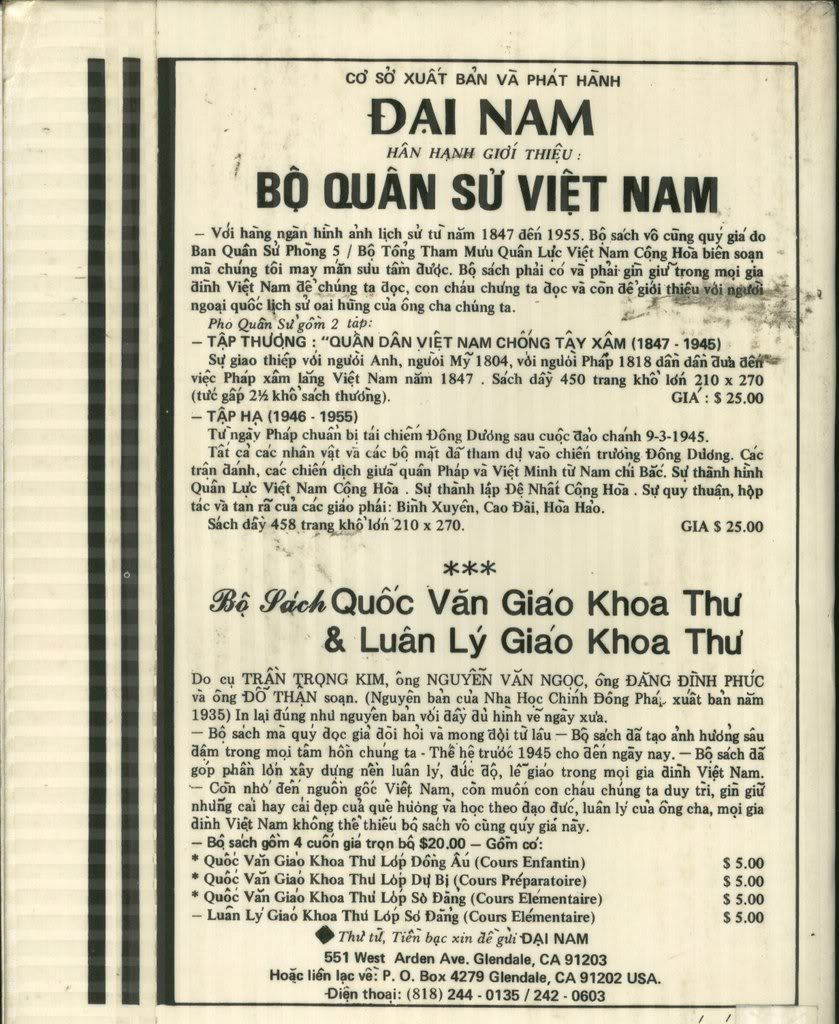 CƠ SỞ XUẤT BẢN VÀ PHÁT HÀNH
ĐẠI NAM
HÂN HẠNH GIỚI THIỆU :
BỘ QUÂN SỬ VIỆT NAM
– Với hàng ngàn hình ảnh lịch sử từ năm 1847 đến 1955. Bộ sách vô cùng quý giá do
Ban Quân Sử Phòng 5 / Bộ Tổng Tham Mưu Quân Lực Việt Nam Cộng Hòa biên soạn
mà chúng tôi may mắn sưu tầm được. Bộ sách phải có và phải gìn giữ trong mọi gia
đình Việt Nam để chúng ta đọc, con cháu chưng ta đọc và còn để giới thiệu với người
ngoại quốc lịch sử oai hùng của ông cha chúng ta.
Pho Quân Sử gồm 2 tập:
– TẬP THƯỢNG : "QUÂN DÂN VIỆT NAM CHỐNG TÂY XÂM (1847 - 1945)
Sự giao thiệp với người Anh, người Mỹ 1804, với người Pháp 1818 dần dần đưa đến
việc Pháp xâm lăng Việt Nam năm 1847 . Sách dầy 450 trang khổ lớn 210 x 270
(tức gấp 2½ khổ sách thường). GIÁ : $ 25.00
– TẬP HẠ (1946 - 1955)
Từ ngày Pháp chuẩn bị tái chiếm Đông Dương sau cuộc đảo chánh 9-3-1945.
Tất cả các nhân vật và các bộ mặt đã tham dự vào chiến trường Đông Dương. Các
trận đánh, các chiến dịch giữa quân Pháp và Việt Minh từ Nam chí Bắc. Sự thành hình
Quân Lực Việt Nam Cộng Hòa . Sự thành lập Đệ Nhất Cộng Hòa . Sự quy thuận, hợp
tác và tan rã của các giáo phái: Bình Xuyên, Cao Đài, Hòa Hảo.
Sách dầy 458 trang khổ lớn 210 x 270. GIA $ 25.00
***
Bộ Sách Quốc Văn Giáo Khoa Thư
& Luân Lý Giáo Khoa Thư
Do cụ TRẦN TRỌNG KIM, ông NGUYỄN VĂN NGỌC, ông ĐẶNG ĐÌNH PHÚC
và ông ĐỖ THẬN soạn. (Nguyên bản của Nha Học Chính Đông Pháp xuất bản năm
1935) In lại đúng như nguyên bản với đầy đủ hình vẽ ngày xưa.
– Bộ sách mà quý đọc giả đòi hỏi và mong đợi từ lâu – Bộ sách đã tạo ảnh hưởng sâu
đậm trong mọi tâm hồn chúng ta - Thế hệ trước 1945 cho đến ngày nay. – Bộ sách đã
góp phần lớn xây dựng nền luân lý, đức độ, lễ giáo trong mọi gia đình Việt Nam.
– Còn nhớ đến nguồn gốc Việt Nam, còn muốn con cháu chúng ta duy trì, gìn giữ
những cái hay cái đẹp của quê hương và học theo đạo đức, luân lý của ông cha, mọi gia
đình Việt Nam không thể thiếu bộ sách vô cùng quý giá này.
– Bộ sách gồm 4 cuốn giá trọn bộ $20.00 – Gồm có:
* Quốc Văn Giáo Khoa Thư Lớp Đồng Ấu (Cours Enfantin) $ 5.00
* Quốc Văn Giáo Khoa Thư Lớp Dự Bị (Cours Préparatoire) $ 5.00
* Quốc Văn Giáo Khoa Thư Lớp Sơ Đẳng (Cours Elémentaire) $ 5.00
– Luân Lý Giáo Khoa Thư Lớp Sơ Đẳng (Cours Elémentaire) $ 5.00
◆ Thư từ, Tiền bạc xin đề gửi ĐẠI NAM
551 West Arden Ave. Glendale, CA 91203
Hoặc liên lạc về: P. O. Box 4279 Glendale, CA 91202 USA.
Điện thoại: (818) 244 - 0135 / 242 - 0603